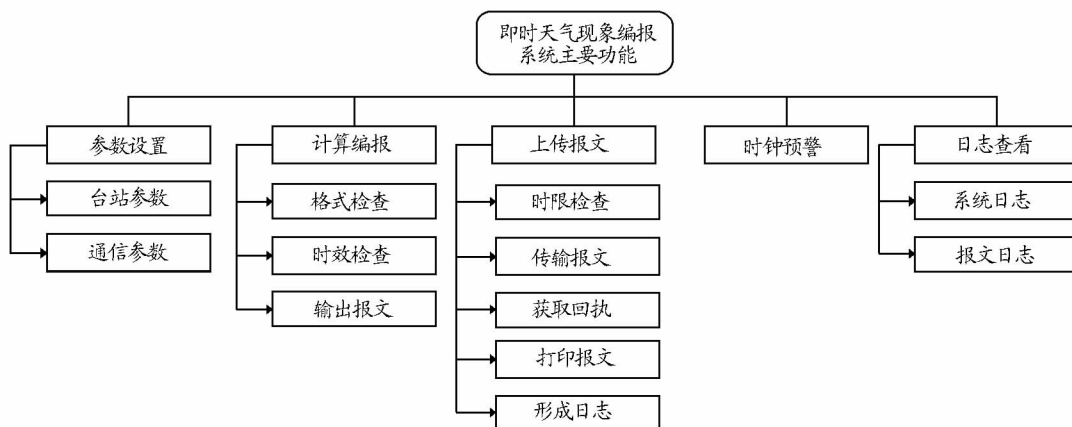 即时天气现象编报
系统主要功能
参数设置
计算编报
上传报文
时钟预警
日志查看
台站参数
格式检查
时限检查
系统日志
通信参数
时效检查
传输报文
报文日志
输出报文
获取回执
打印报文
形成日志